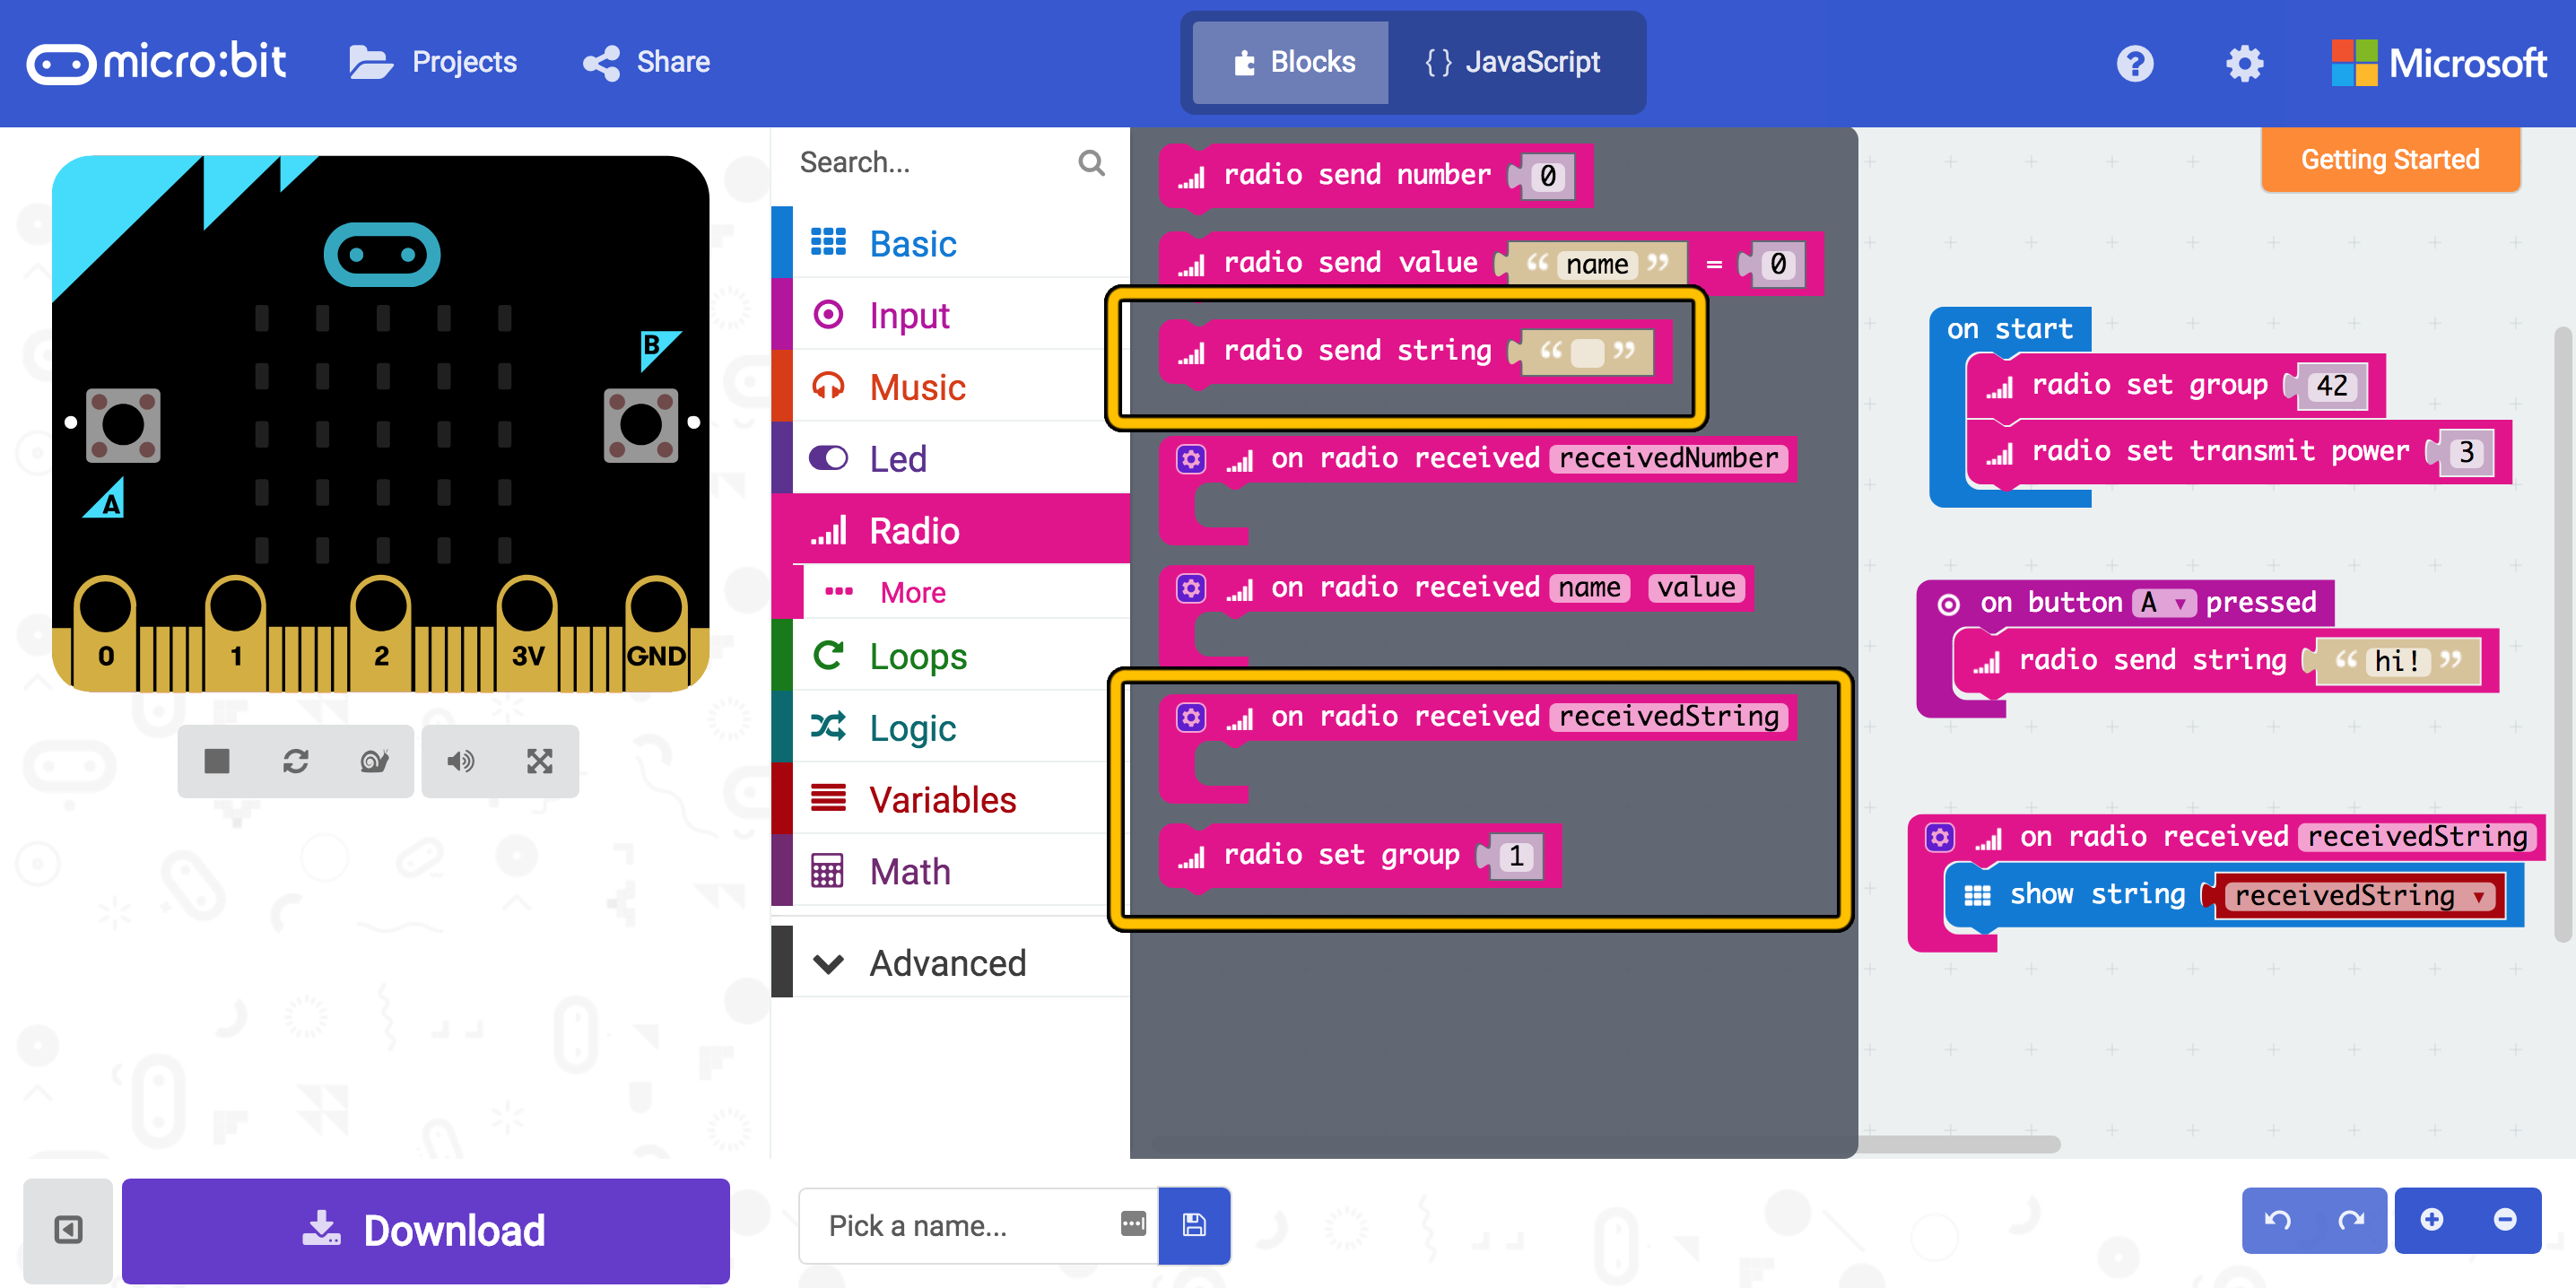 micro:bit
Projects
Share
Blocks
{ } JavaScript
?
Microsoft
B
A
0 1 2 3V GND
Search...
Basic
Input
Music
Led
Radio
More
Loops
Logic
Variables
Math
Advanced
radio send number 0
radio send value “ name ” = 0
radio send string “ ”
on radio received receivedNumber
on radio received name value
on radio received receivedString
radio set group 1
Getting Started
on start
radio set group 42
radio set transmit power 3
on button A pressed
radio send string “ hi! ”
on radio received receivedString
show string receivedString
Download
Pick a name...